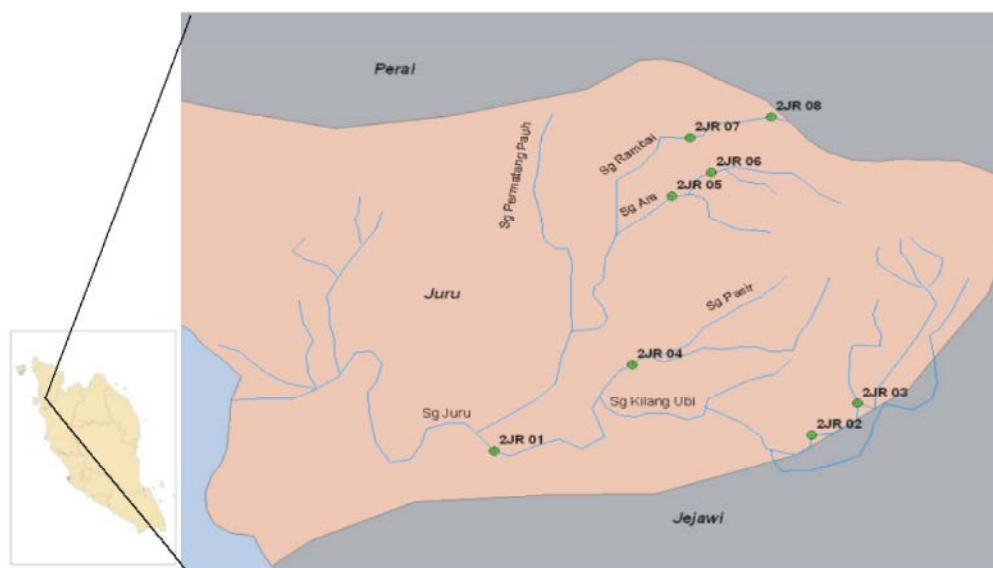 Perai
2JR 08
2JR 07
Sg Rambai
2JR 06
Sg Permatang Pauh
2JR 05
Sg Ara
Juru
Sg Pasir
2JR 04
Sg Kilang Ubi
2JR 03
Sg Juru
2JR 02
2JR 01
Jejawi